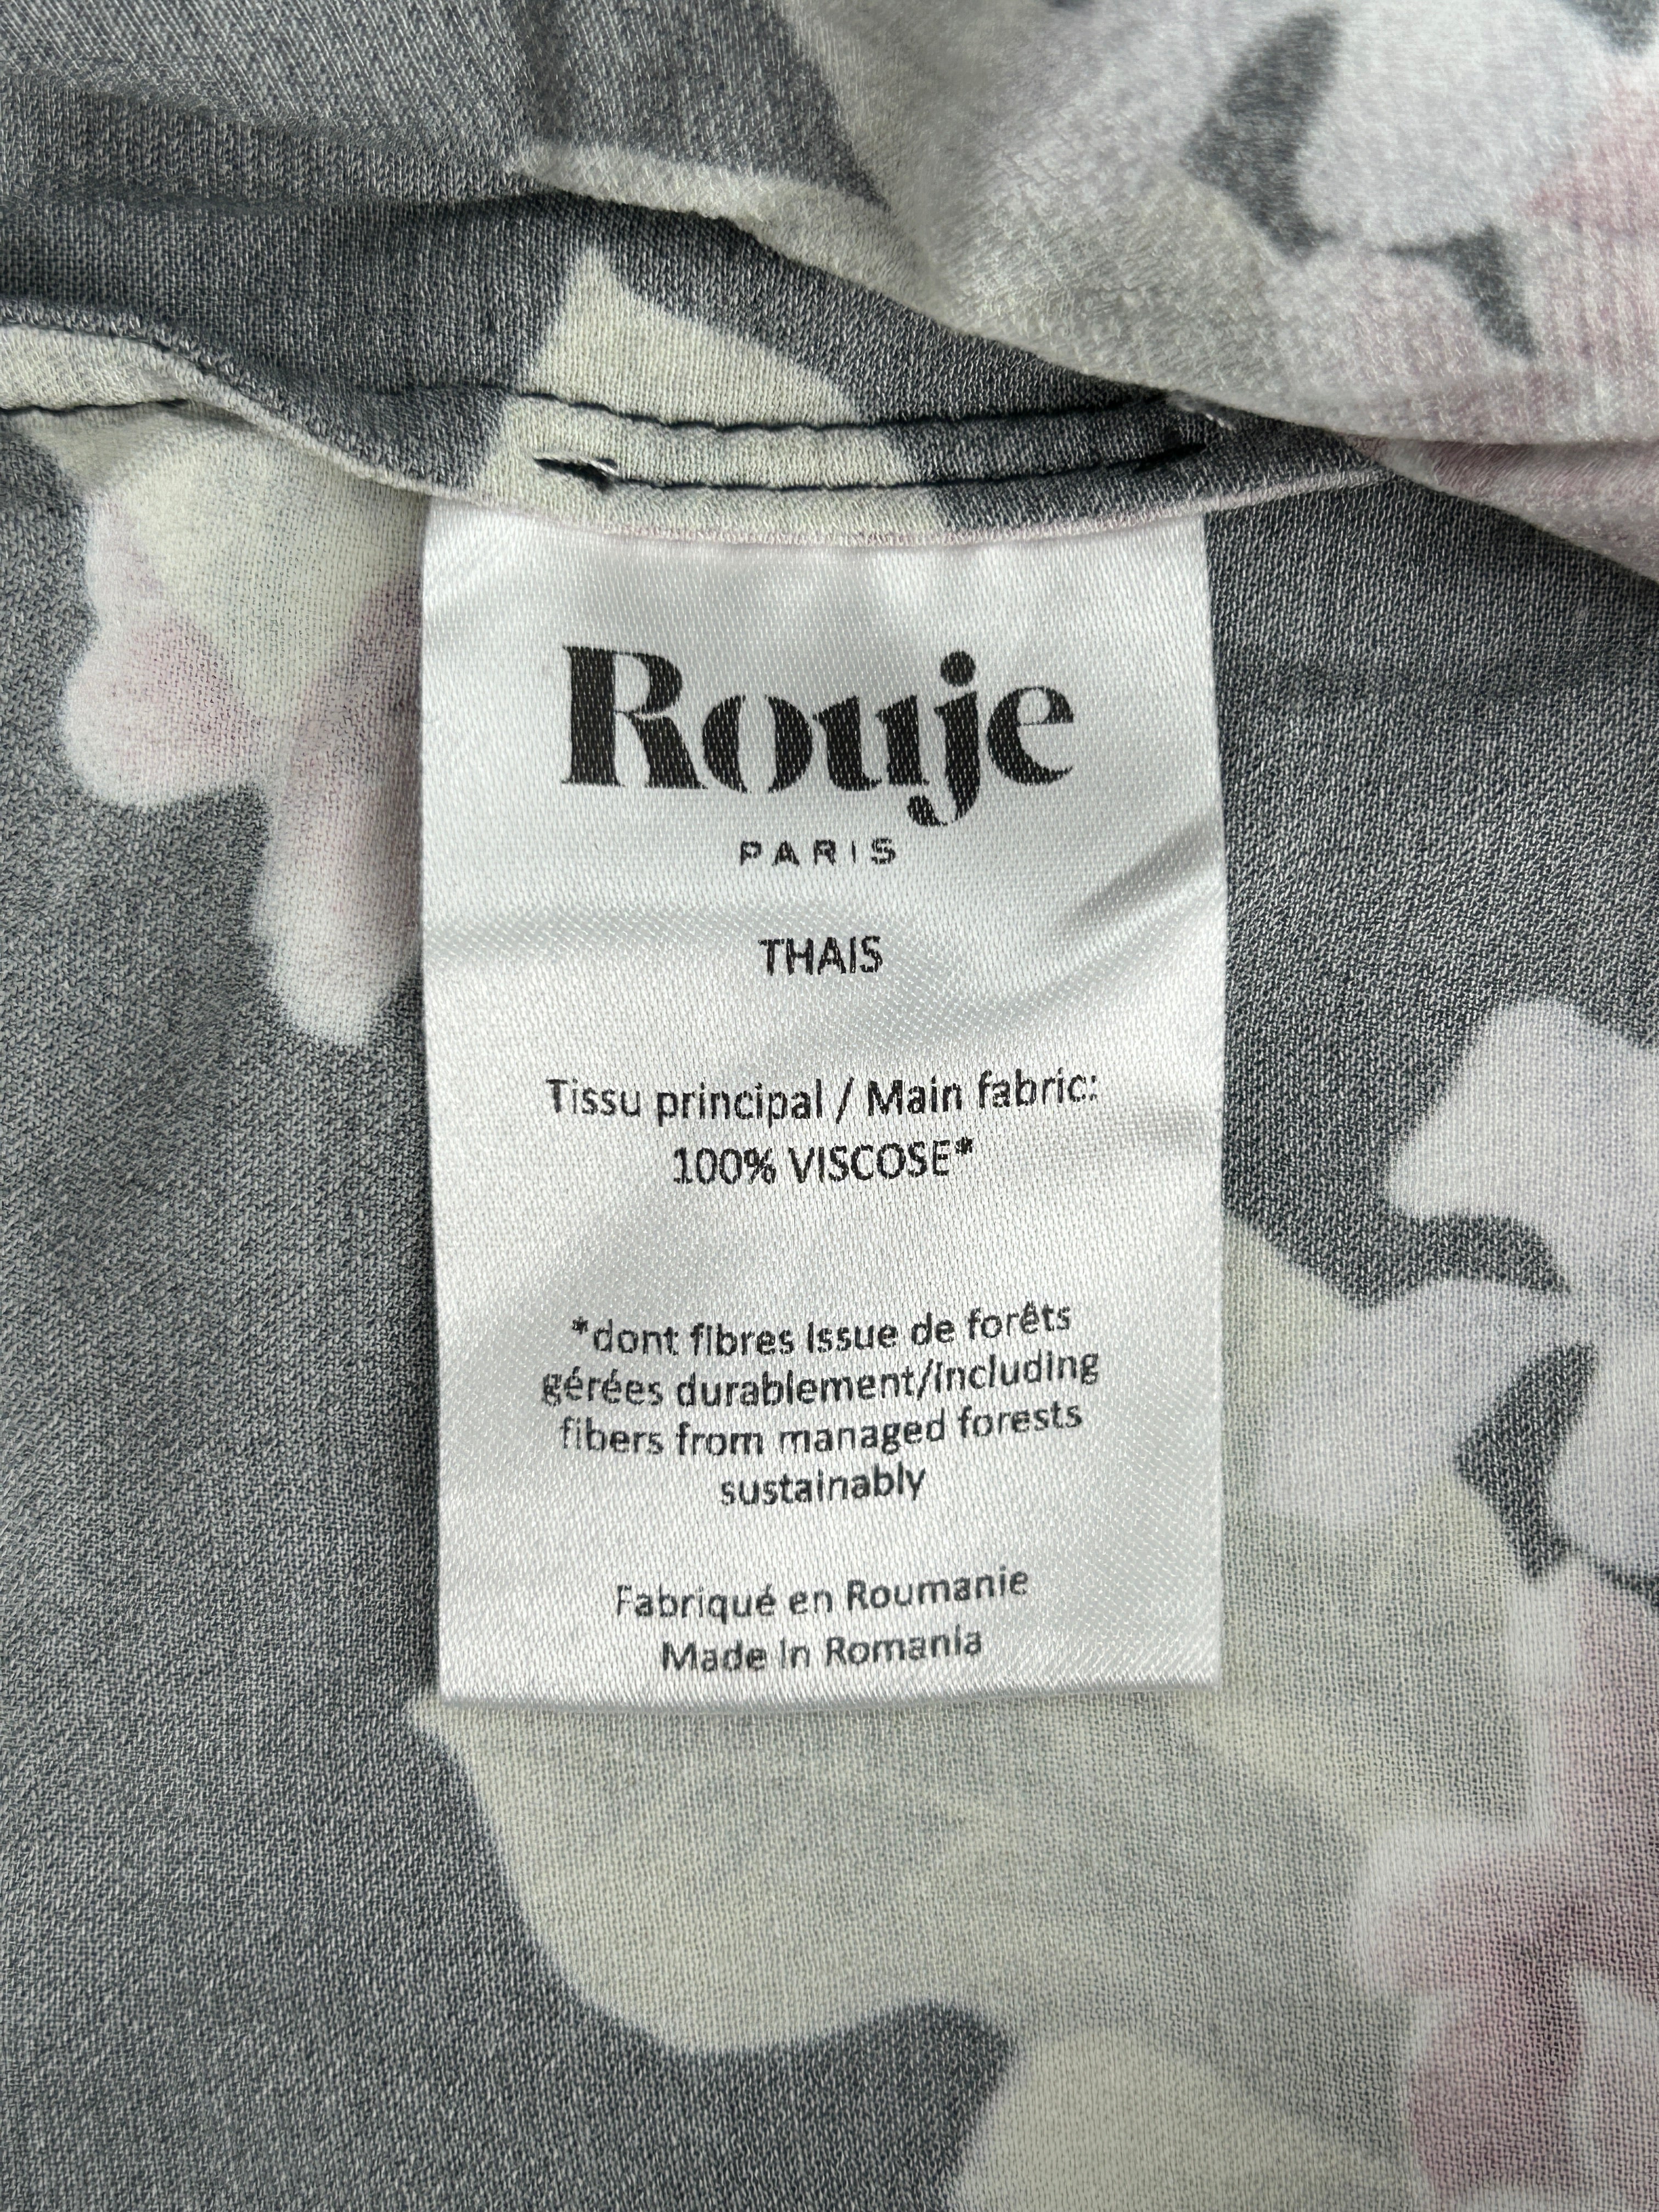 Rouje
PARIS
THAIS
Tissu principal / Main fabric:
100% VISCOSE*
*dont fibres issue de forêts
gérées durablement/including
fibers from managed forests
sustainably
Fabriqué en Roumanie
Made in Romania